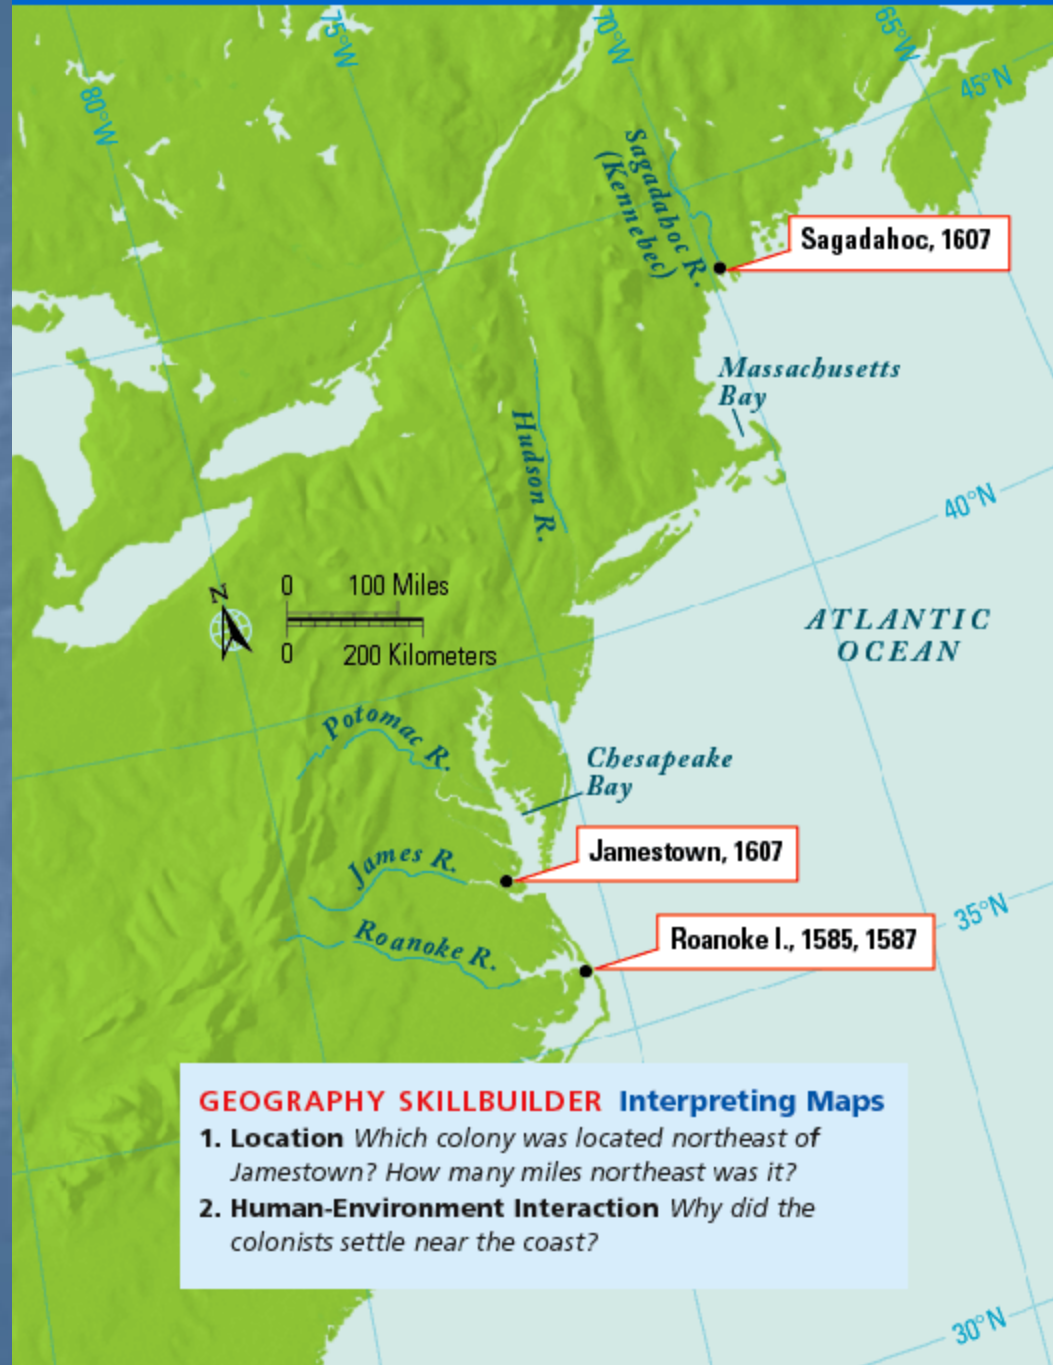 80°W
75°W
70°W
65°W
45°N
Sagadahoc R.
(Kennebec)
Sagadahoc, 1607
Massachusetts
Bay
Hudson R.
40°N
N
0 100 Miles
0 200 Kilometers
ATLANTIC
OCEAN
Potomac R.
Chesapeake
Bay
James R.
Jamestown, 1607
35°N
Roanoke R.
Roanoke I., 1585, 1587
GEOGRAPHY SKILLBUILDER Interpreting Maps
1. Location Which colony was located northeast of
Jamestown? How many miles northeast was it?
2. Human-Environment Interaction Why did the
colonists settle near the coast?
30°N